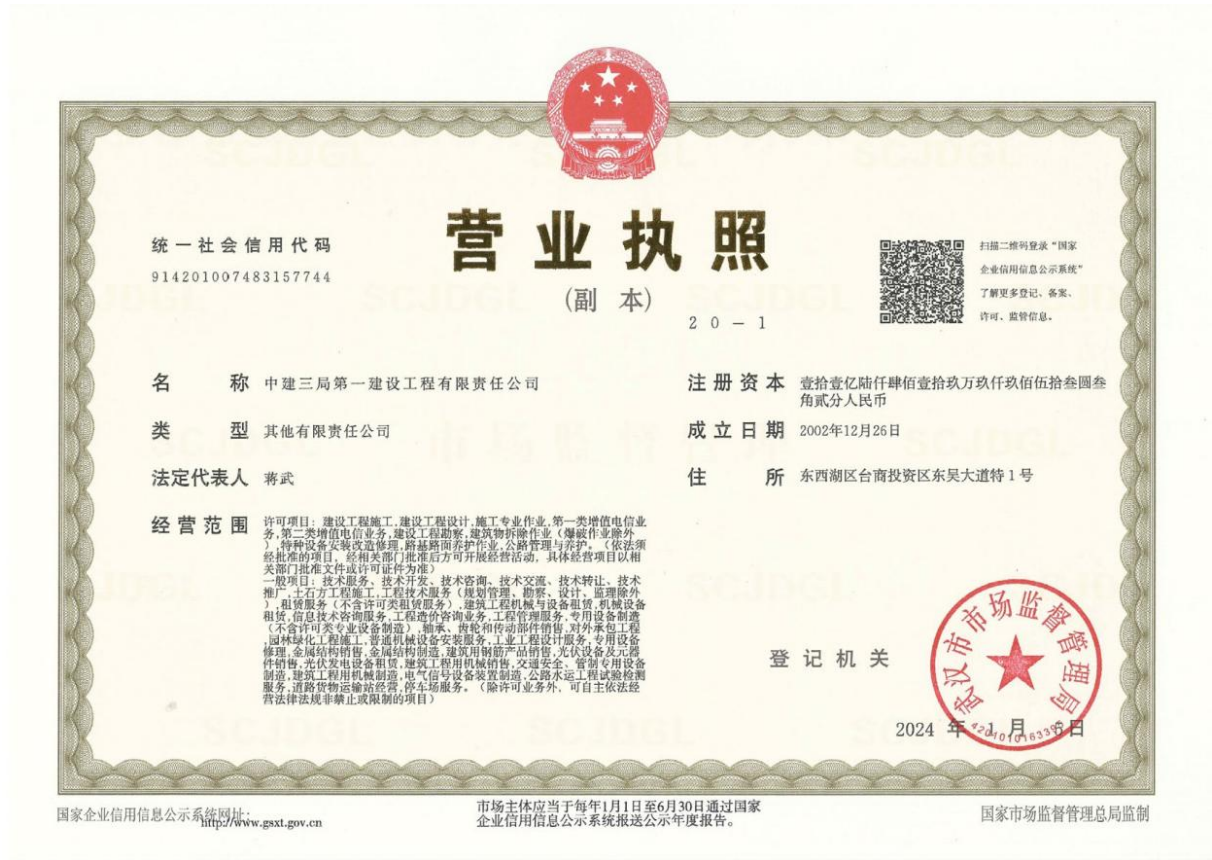 营业执照
(副 本)
20-1
统一社会信用代码
914201007483157744
扫描二维码登录“国家
企业信用信息公示系统”
了解更多登记、备案、
许可、监管信息。
名 称 中建三局第一建设工程有限责任公司
类 型 其他有限责任公司
法定代表人 蒋武
经营范围 许可项目：建设工程施工,建设工程设计,施工专业作业,第一类增值电信业
务,第二类增值电信业务,建设工程勘察,建筑物拆除作业（爆破作业除外
）,特种设备安装改造修理,路基路面养护作业,公路管理与养护。（依法须
经批准的项目，经相关部门批准后方可开展经营活动，具体经营项目以相
关部门批准文件或许可证件为准）
一般项目：技术服务、技术开发、技术咨询、技术交流、技术转让、技术
推广,土石方工程施工,工程技术服务（规划管理、勘察、设计、监理除外
）,租赁服务（不含许可类租赁服务）,建筑工程机械与设备租赁,机械设备
租赁,信息技术咨询服务,工程造价咨询业务,工程管理服务,专用设备制造
（不含许可类专业设备制造）,轴承、齿轮和传动部件销售,对外承包工程
,园林绿化工程施工,普通机械设备安装服务,工业工程设计服务,专用设备
修理,金属结构销售,金属结构制造,建筑用钢筋产品销售,光伏设备及元器
件销售,光伏发电设备租赁,建筑工程用机械销售,交通安全、管制专用设备
制造,建筑工程用机械制造,电气信号设备装置制造,公路水运工程试验检测
服务,道路货物运输站经营,停车场服务。（除许可业务外，可自主依法经
营法律法规非禁止或限制的项目）
注册资本 壹拾壹亿陆仟肆佰壹拾玖万玖仟玖佰伍拾叁圆叁
角贰分人民币
成立日期 2002年12月26日
住 所 东西湖区台商投资区东吴大道特1号
登记机关
武汉市市场监督管理局
2024 年 1 月 日
国家企业信用信息公示系统网址：
http://www.gsxt.gov.cn
市场主体应当于每年1月1日至6月30日通过国家
企业信用信息公示系统报送公示年度报告。
国家市场监督管理总局监制
SCJDGL